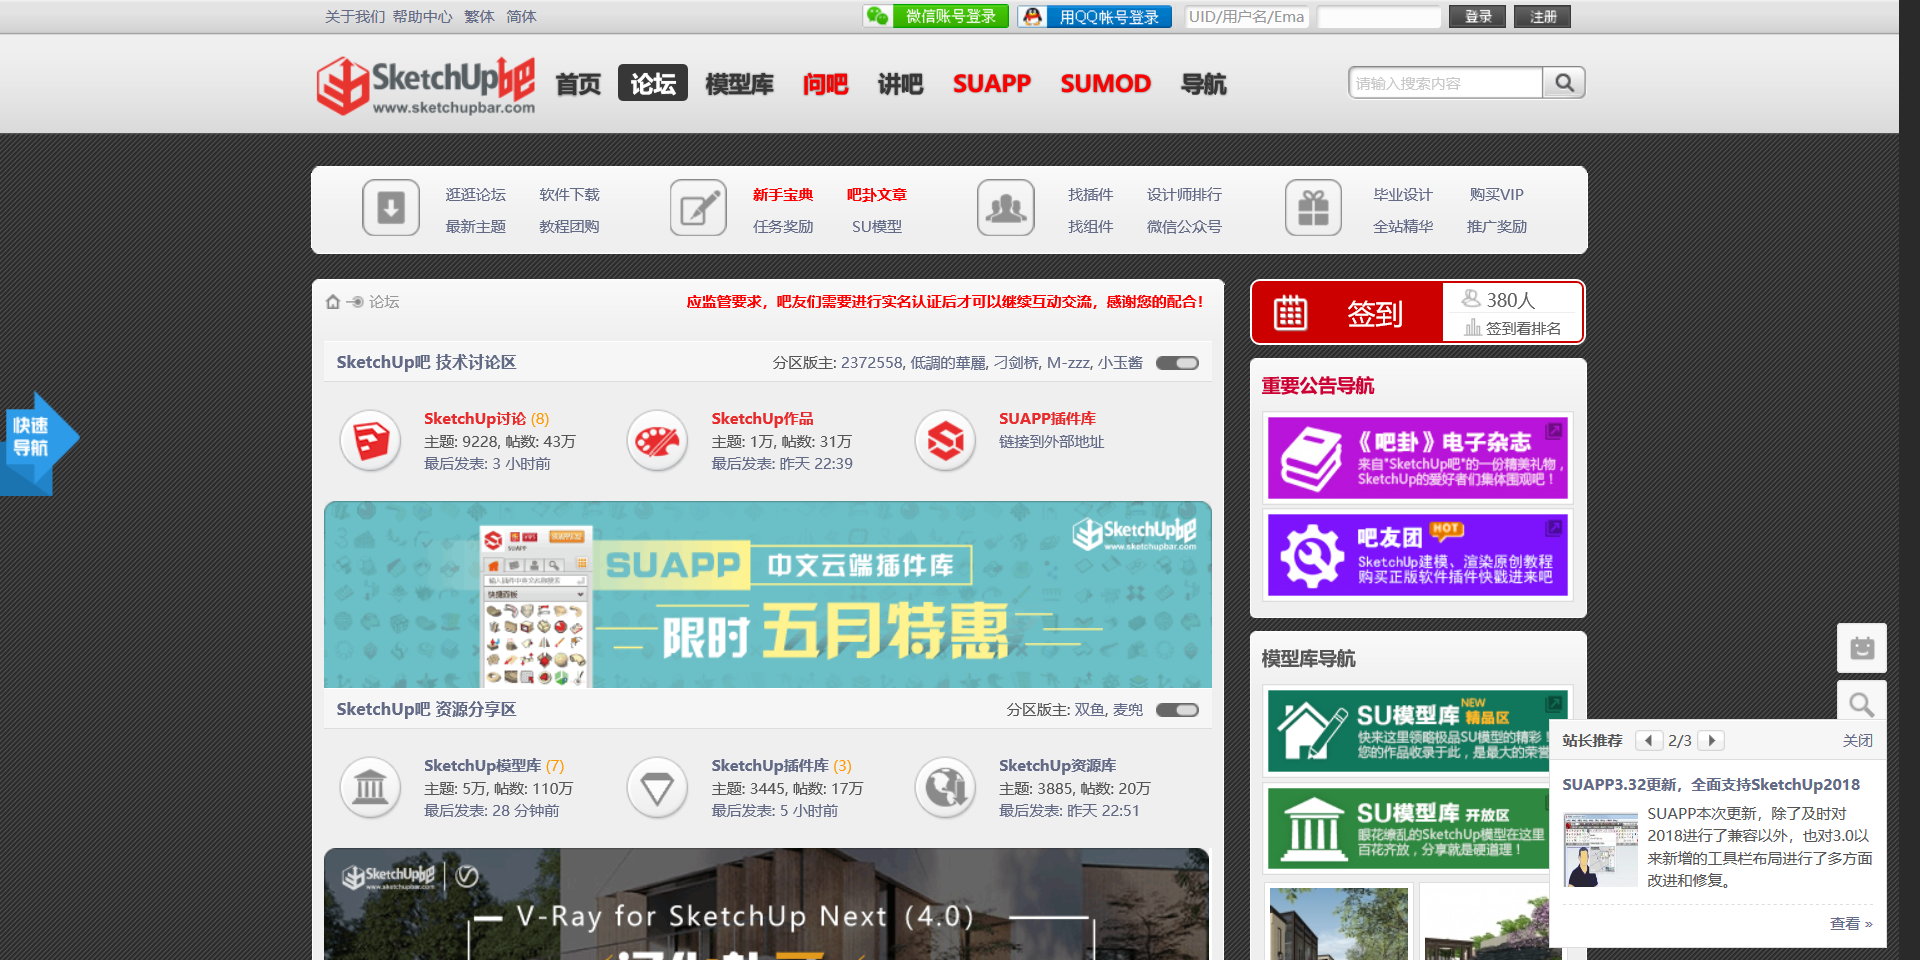 关于我们 帮助中心 繁体 简体
微信账号登录 用QQ帐号登录 UID/用户名/Ema 登录 注册
SketchUp吧
www.sketchupbar.com
首页 论坛 模型库 问吧 讲吧 SUAPP SUMOD 导航
请输入搜索内容
逛逛论坛 软件下载 新手宝典 吧卦文章 找插件 设计师排行 毕业设计 购买VIP
最新主题 教程团购 任务奖励 SU模型 找组件 微信公众号 全站精华 推广奖励
论坛 应监管要求，吧友们需要进行实名认证后才可以继续互动交流，感谢您的配合！
SketchUp吧 技术讨论区 分区版主: 2372558, 低調的華麗, 刁剑桥, M-zzz, 小玉酱
SketchUp讨论 (8)
主题: 9228, 帖数: 43万
最后发表: 3 小时前
SketchUp作品
主题: 1万, 帖数: 31万
最后发表: 昨天 22:39
SUAPP插件库
链接到外部地址
SketchUp吧
www.sketchupbar.com
SUAPP 中文云端插件库
限时 五月特惠
SUAPP
快捷面板
SketchUp吧 资源分享区 分区版主: 双鱼, 麦兜
SketchUp模型库 (7)
主题: 5万, 帖数: 110万
最后发表: 28 分钟前
SketchUp插件库 (3)
主题: 3445, 帖数: 17万
最后发表: 5 小时前
SketchUp资源库
主题: 3885, 帖数: 20万
最后发表: 昨天 22:51
SketchUp吧
www.sketchupbar.com
V-Ray for SketchUp Next (4.0)
签到
380人
签到看排名
重要公告导航
《吧卦》电子杂志
来自"SketchUp吧"的一份精美礼物，
SketchUp的爱好者们集体围观吧！
吧友团 HOT
SketchUp建模、渲染原创教程
购买正版软件插件快戳进来吧
模型库导航
SU模型库 NEW 精品区
快来这里领略极品SU模型的精彩！
您的作品收录于此，是最大的荣誉
SU模型库 开放区
眼花缭乱的SketchUp模型在这里
百花齐放，分享就是硬道理！
快速
导航
站长推荐 2/3 关闭
SUAPP3.32更新，全面支持SketchUp2018
SUAPP本次更新，除了及时对
2018进行了兼容以外，也对3.0以
来新增的工具栏布局进行了多方面
改进和修复。
查看 »